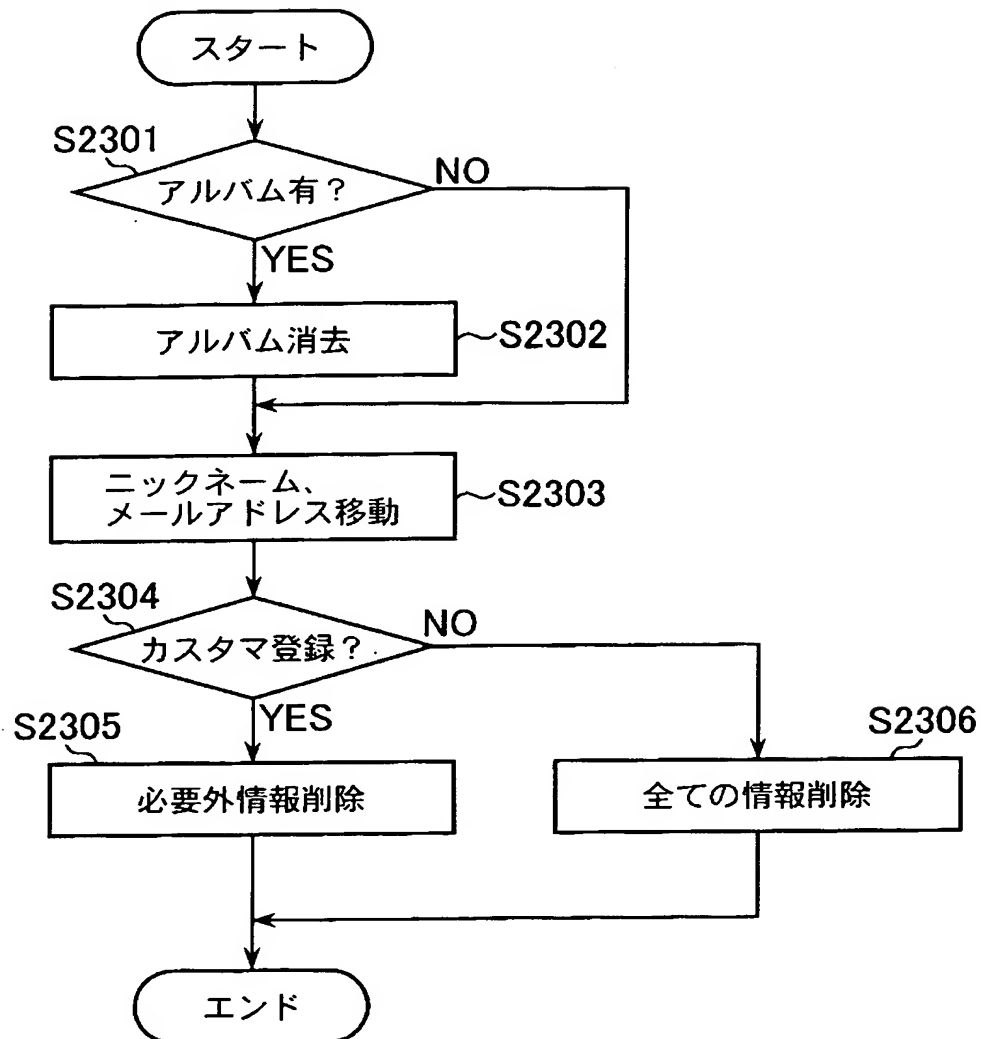 スタート
S2301
アルバム有？
NO
YES
アルバム消去
S2302
ニックネーム、
メールアドレス移動
S2303
S2304
カスタマ登録？
NO
YES
S2305
S2306
必要外情報削除
全ての情報削除
エンド